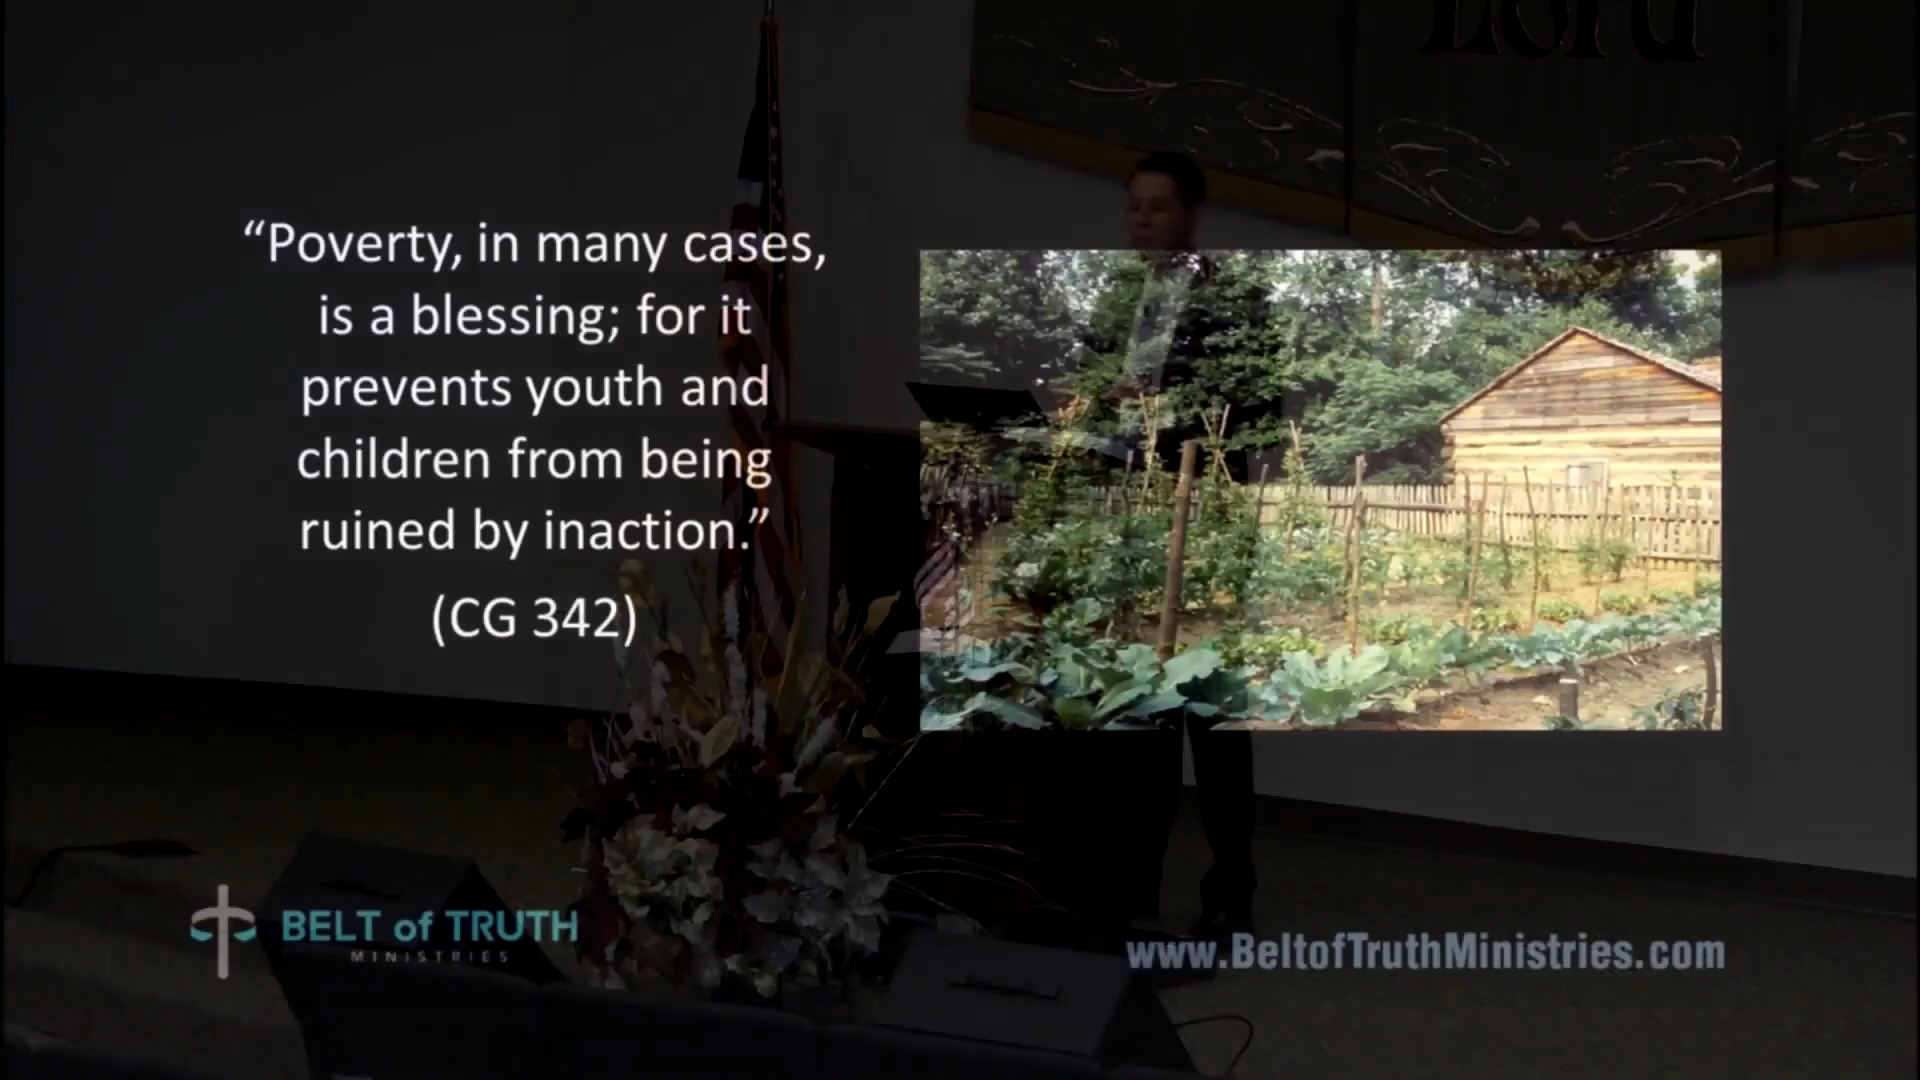 Lord
“Poverty, in many cases,
is a blessing; for it
prevents youth and
children from being
ruined by inaction.”
(CG 342)
BELT of TRUTH
MINISTRIES
www.BeltofTruthMinistries.com